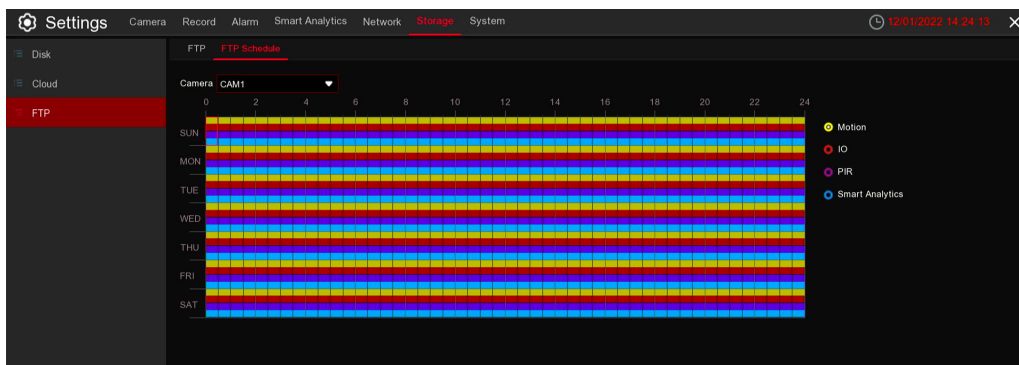 Settings Camera Record Alarm Smart Analytics Network Storage System 12/01/2022 14:24:13
Disk
Cloud
FTP
FTP FTP Schedule
Camera CAM1
0 2 4 6 8 10 12 14 16 18 20 22 24
SUN
MON
TUE
WED
THU
FRI
SAT
Motion
IO
PIR
Smart Analytics